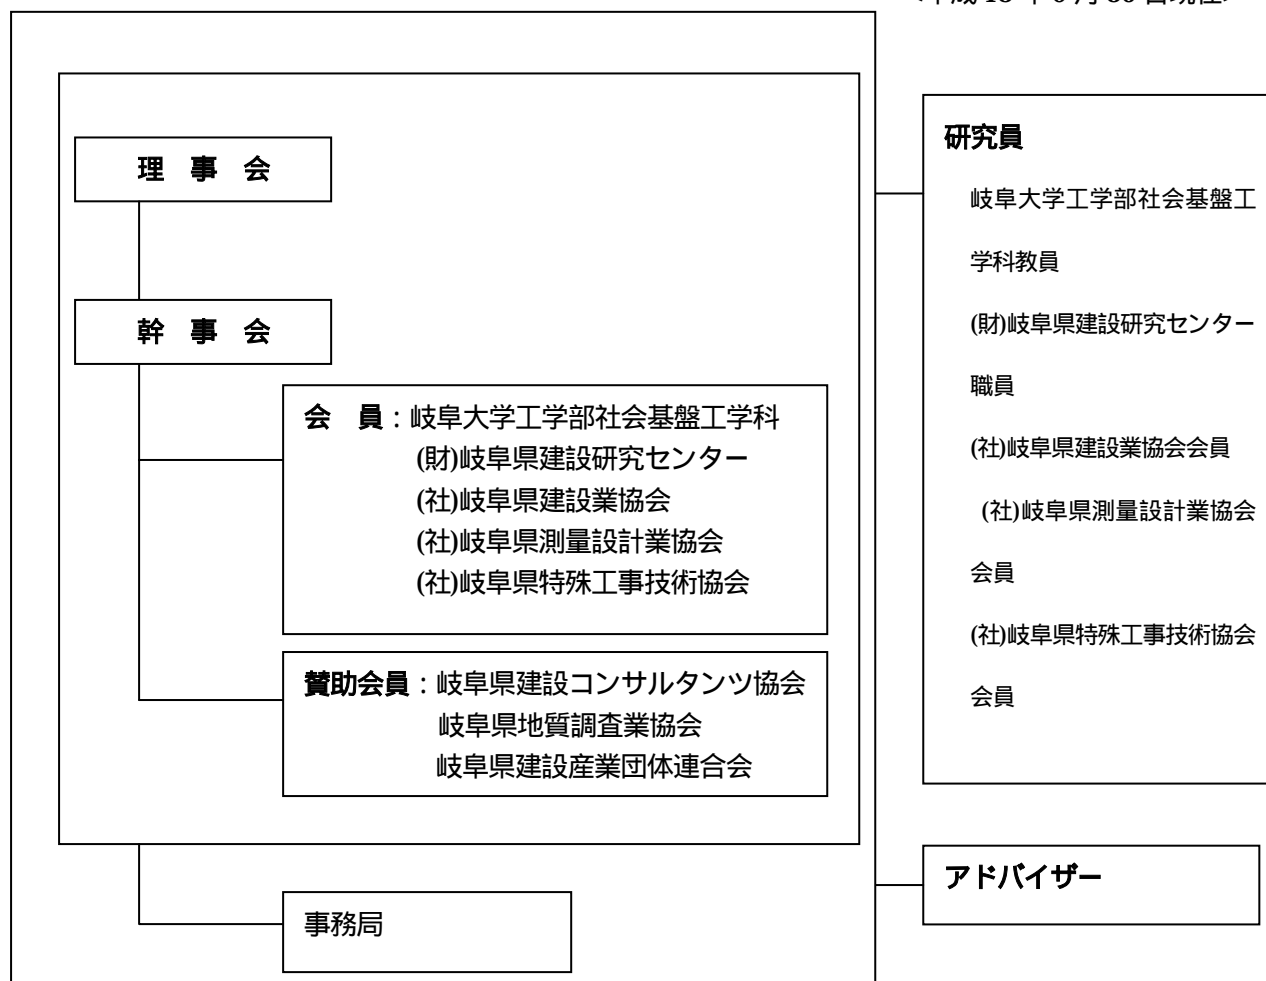 理 事 会
幹 事 会
会 員：岐阜大学工学部社会基盤工学科
(財)岐阜県建設研究センター
(社)岐阜県建設業協会
(社)岐阜県測量設計業協会
(社)岐阜県特殊工事技術協会
賛助会員：岐阜県建設コンサルタンツ協会
岐阜県地質調査業協会
岐阜県建設産業団体連合会
事務局
研究員
岐阜大学工学部社会基盤工
学科教員
(財)岐阜県建設研究センター
職員
(社)岐阜県建設業協会会員
(社)岐阜県測量設計業協会
会員
(社)岐阜県特殊工事技術協会
会員
アドバイザー